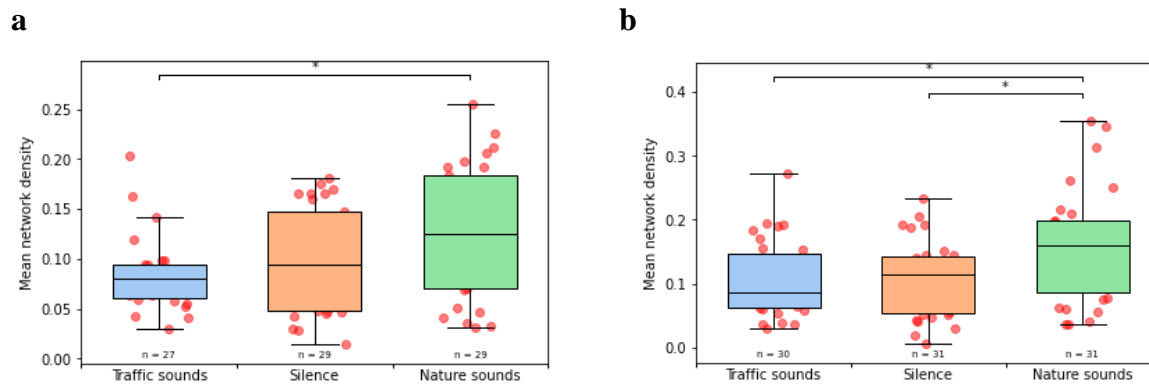 a
*
Mean network density
0.25
0.20
0.15
0.10
0.05
0.00
n = 27
n = 29
n = 29
Traffic sounds
Silence
Nature sounds
b
*
*
Mean network density
0.4
0.3
0.2
0.1
0.0
n = 30
n = 31
n = 31
Traffic sounds
Silence
Nature sounds